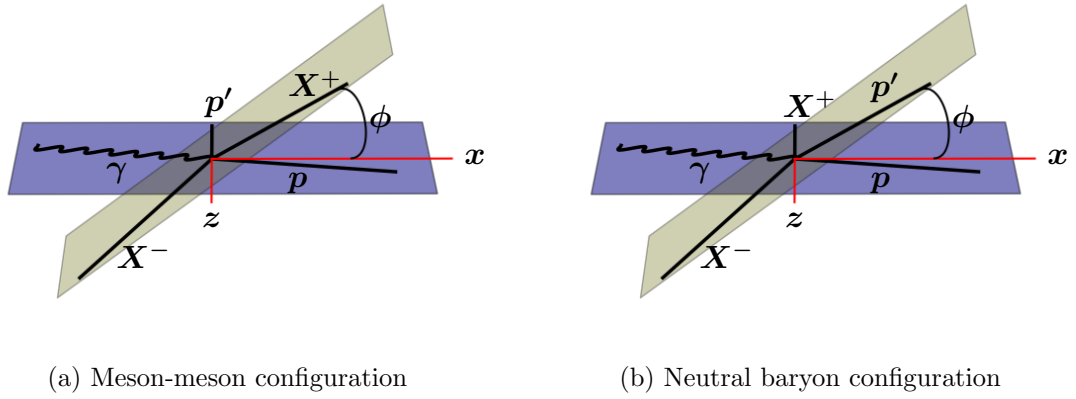 X⁺
p′
ϕ
x
γ
p
z
X⁻
(a) Meson-meson configuration
X⁺
p′
ϕ
x
γ
p
z
X⁻
(b) Neutral baryon configuration